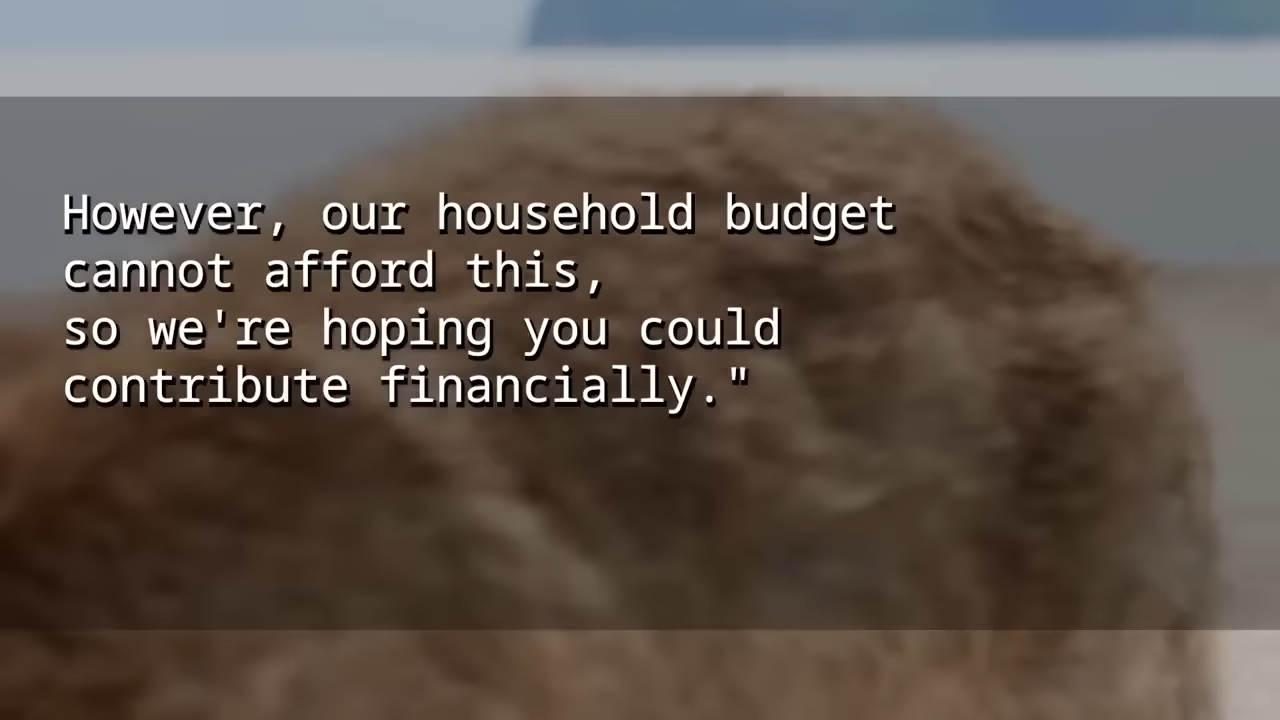 However, our household budget
cannot afford this,
so we're hoping you could
contribute financially."